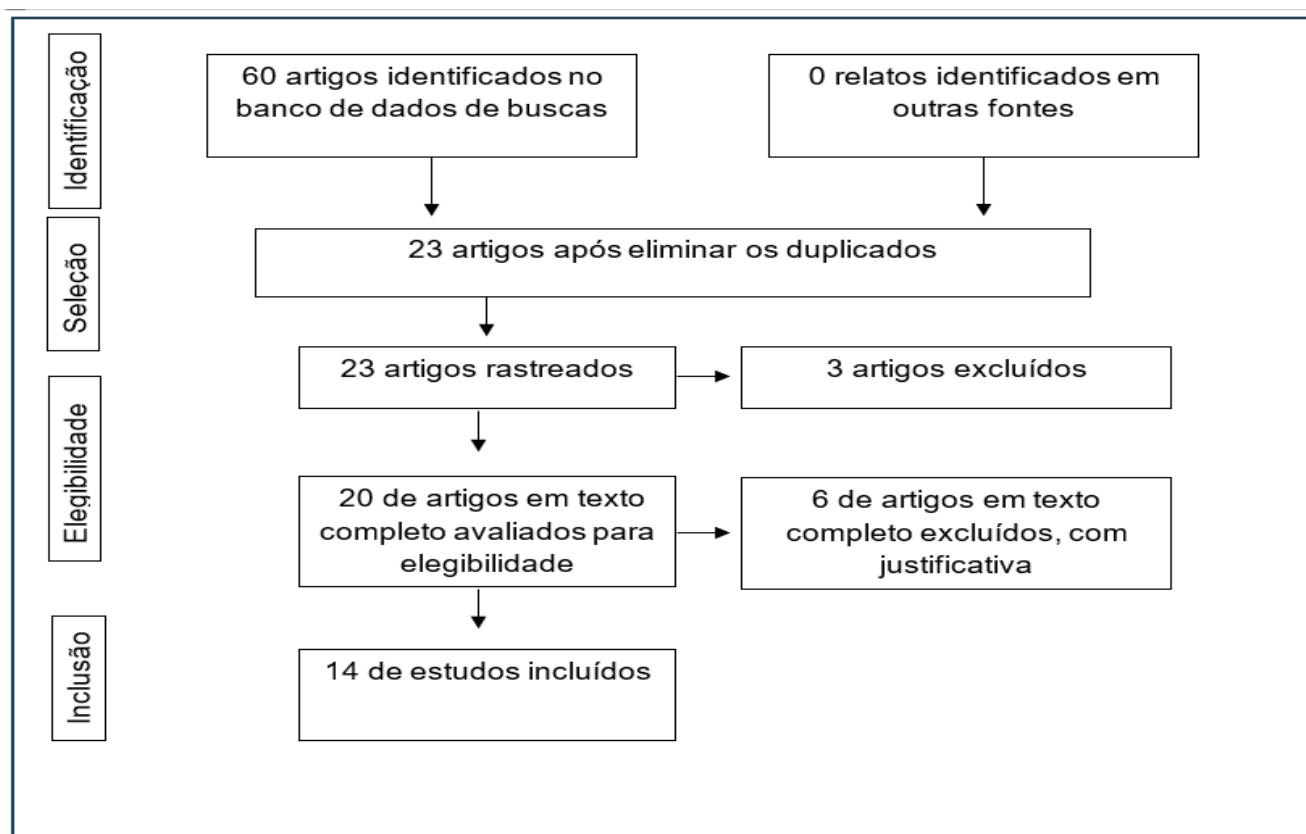 Identificação
60 artigos identificados no
banco de dados de buscas
0 relatos identificados em
outras fontes
Seleção
23 artigos após eliminar os duplicados
23 artigos rastreados
3 artigos excluídos
Elegibilidade
20 de artigos em texto
completo avaliados para
elegibilidade
6 de artigos em texto
completo excluídos, com
justificativa
Inclusão
14 de estudos incluídos